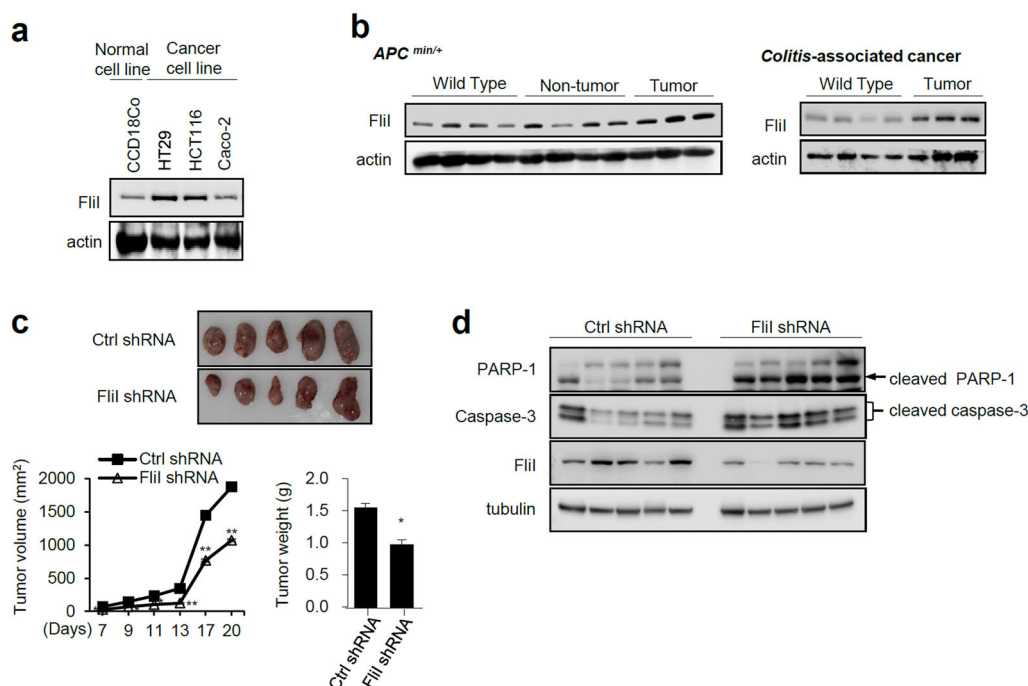 a
Normal
cell line
Cancer
cell line
CCD18Co
HT29
HCT116
Caco-2
FliI
actin
b
APC min/+
Wild Type
Non-tumor
Tumor
FliI
actin
Colitis-associated cancer
Wild Type
Tumor
FliI
actin
c
Ctrl shRNA
FliI shRNA
Ctrl shRNA
FliI shRNA
Tumor volume (mm²)
2000
1500
1000
500
0
**
**
**
(Days) 7 9 11 13 17 20
Tumor weight (g)
2.0
1.5
1.0
1.5
0.0
*
Ctrl shRNA
FliI shRNA
d
Ctrl shRNA
FliI shRNA
PARP-1
cleaved PARP-1
Caspase-3
cleaved caspase-3
FliI
tubulin